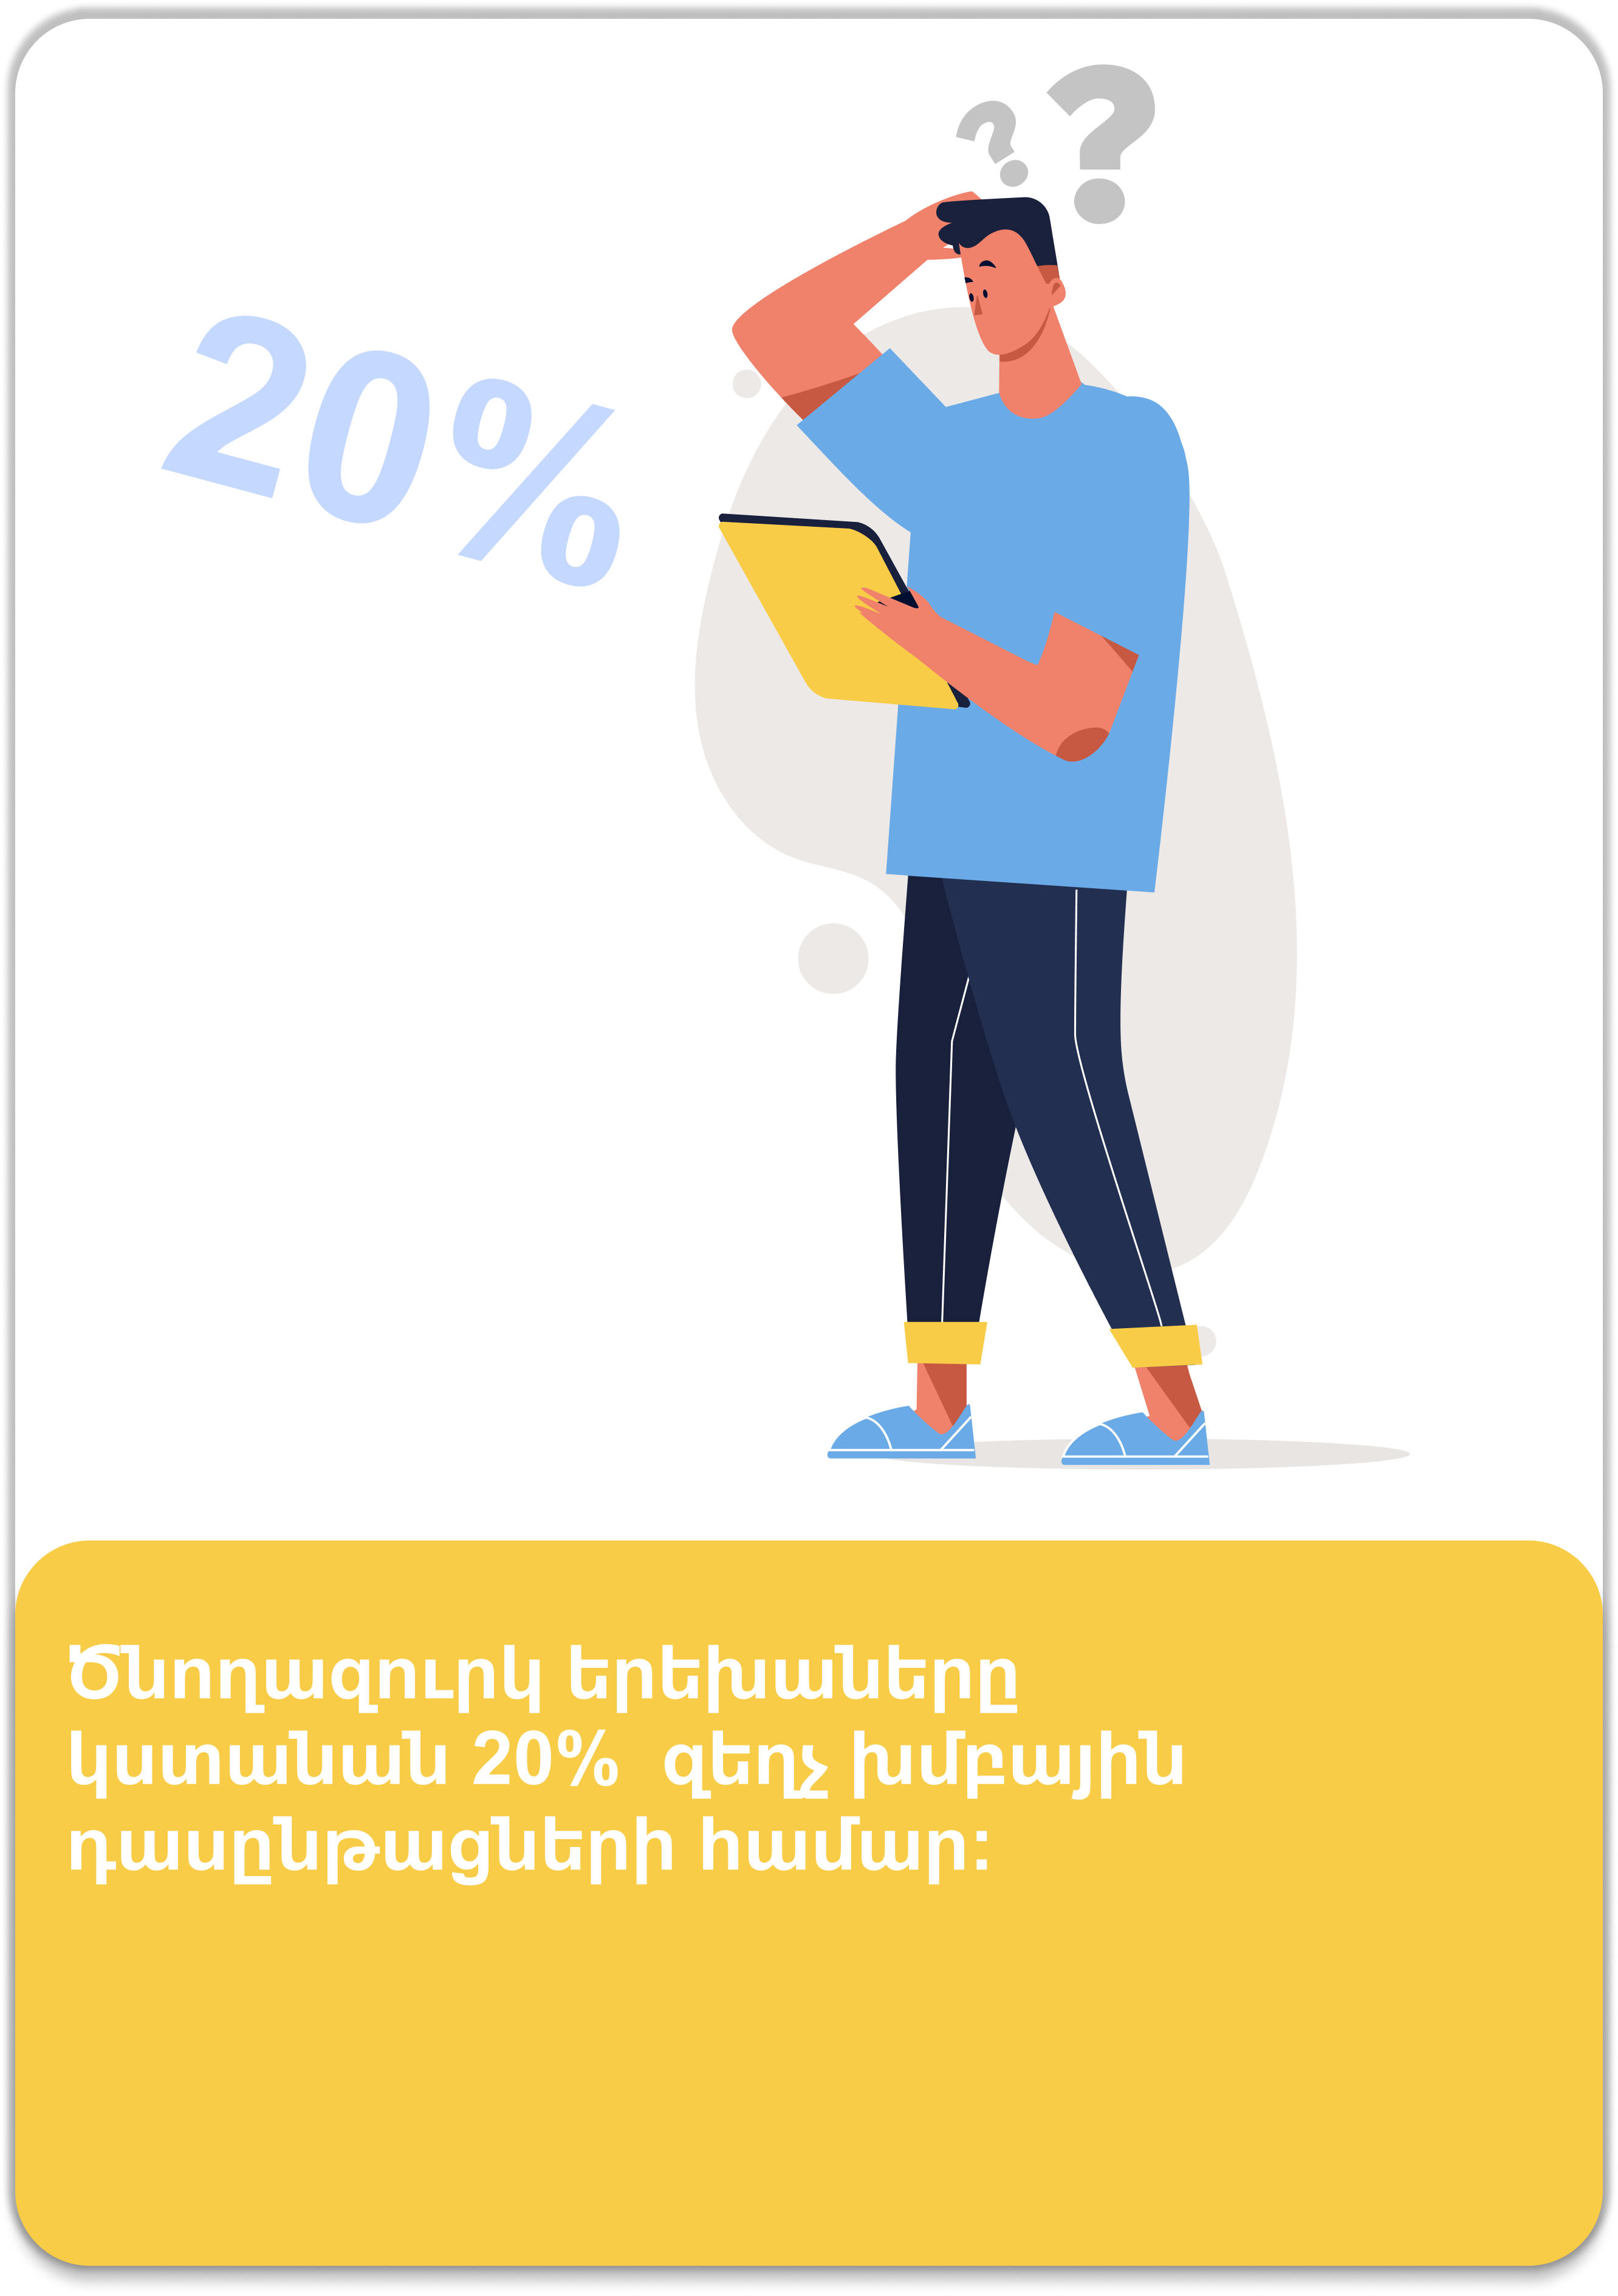 ? ?
20%
Ծնողազուրկ երեխաները
կստանան 20% զեղչ խմբային
դասընթացների համար: